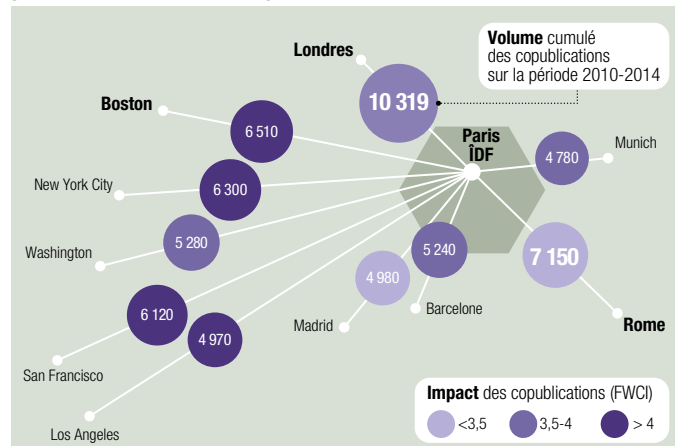 Londres
Volume cumulé
des copublications
sur la période 2010-2014
10 319
Boston
6 510
Paris
ÎDF
4 780
Munich
New York City
6 300
Washington
5 280
5 240
7 150
4 980
Barcelone
Madrid
Rome
6 120
4 970
San Francisco
Los Angeles
Impact des copublications (FWCI)
<3,5
3,5-4
> 4